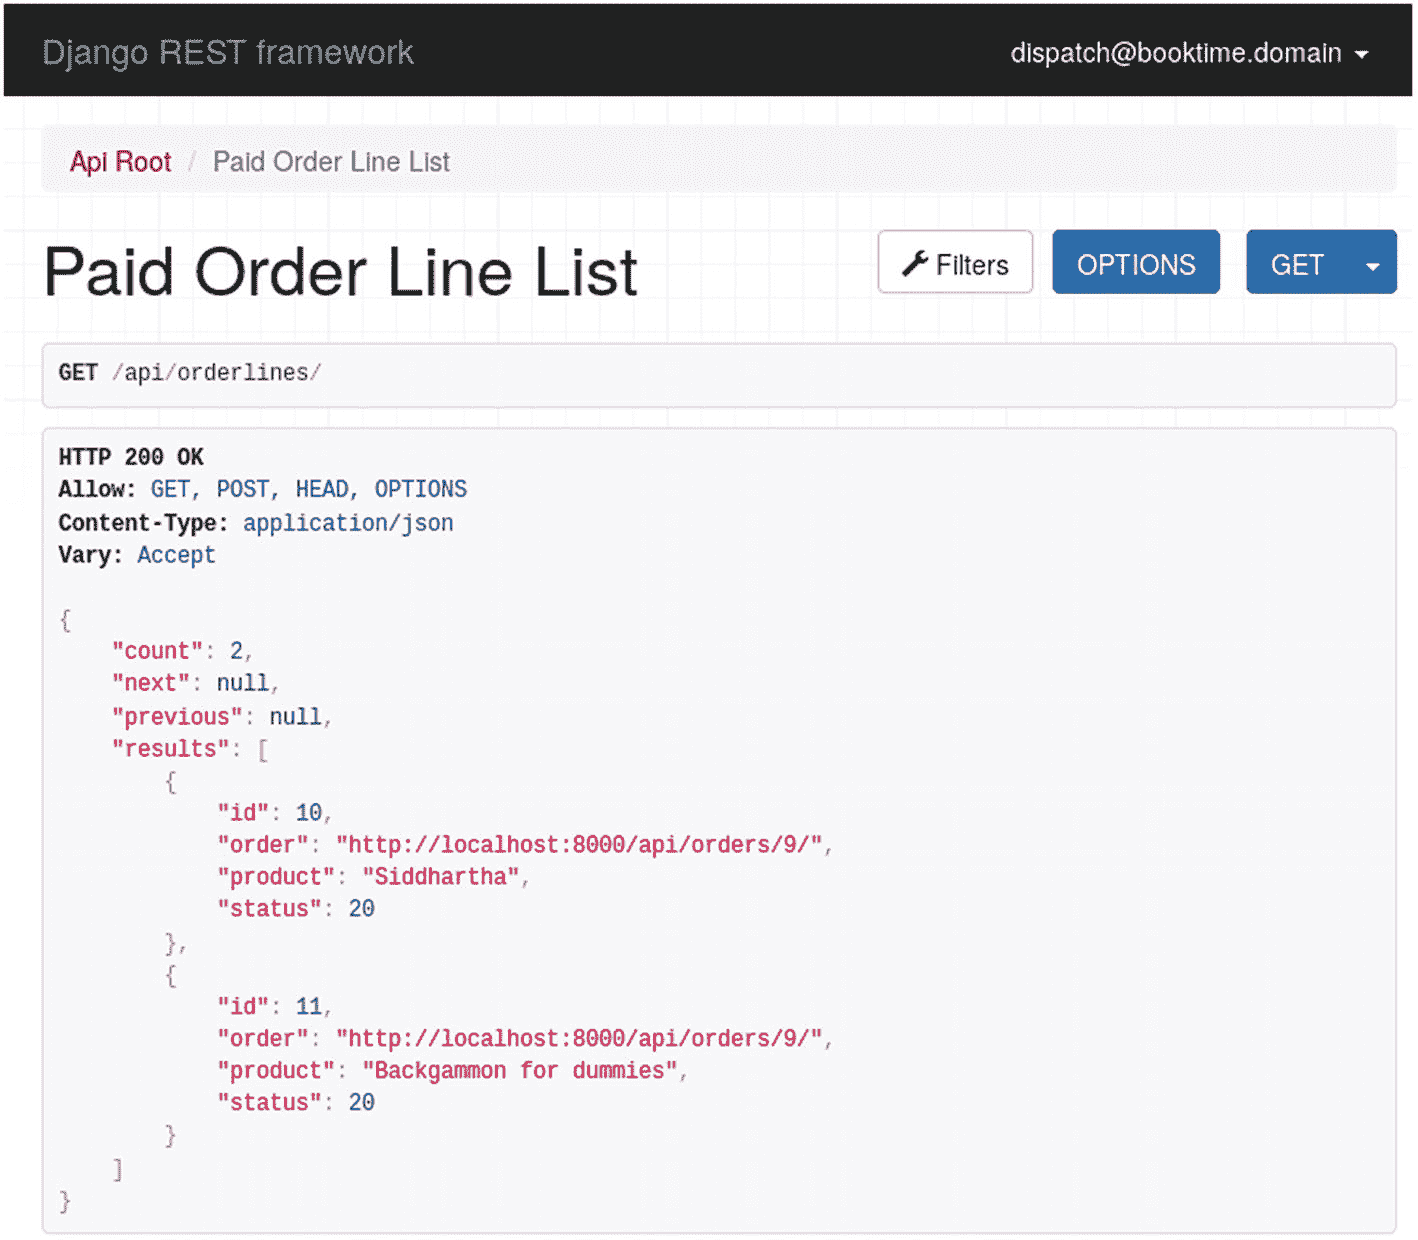 Django REST framework
dispatch@booktime.domain
Api Root / Paid Order Line List
Paid Order Line List
Filters
OPTIONS
GET
GET /api/orderlines/
HTTP 200 OK
Allow: GET, POST, HEAD, OPTIONS
Content-Type: application/json
Vary: Accept
{
    "count": 2,
    "next": null,
    "previous": null,
    "results": [
        {
            "id": 10,
            "order": "http://localhost:8000/api/orders/9/",
            "product": "Siddhartha",
            "status": 20
        },
        {
            "id": 11,
            "order": "http://localhost:8000/api/orders/9/",
            "product": "Backgammon for dummies",
            "status": 20
        }
    ]
}